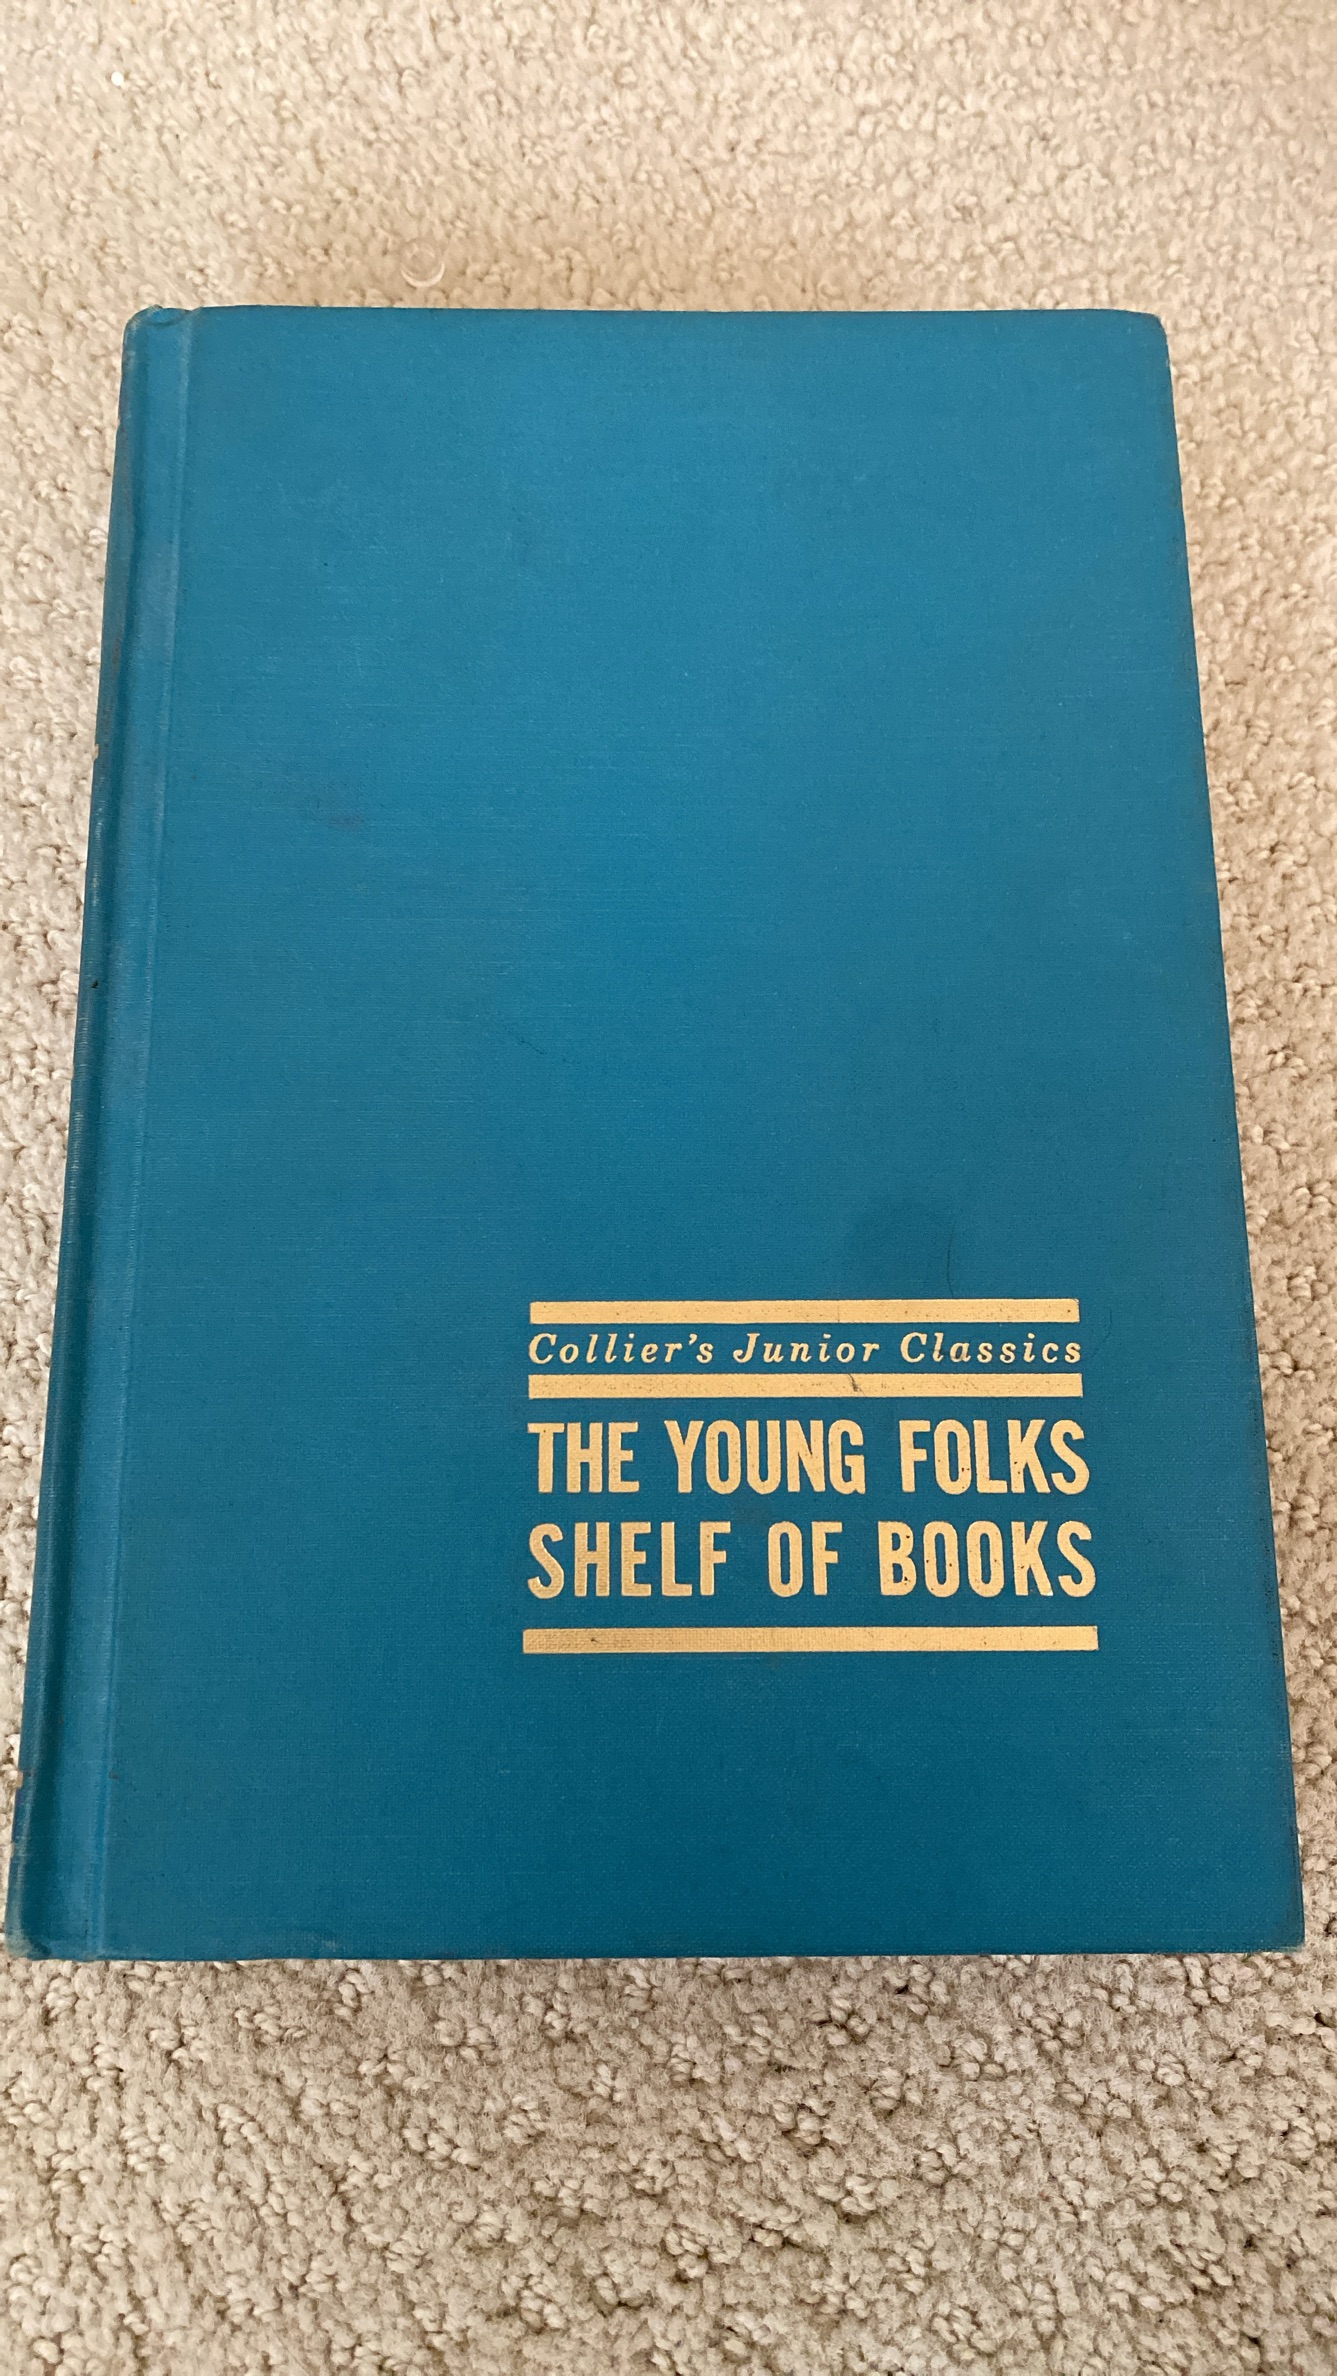 Collier's Junior Classics
THE YOUNG FOLKS
SHELF OF BOOKS